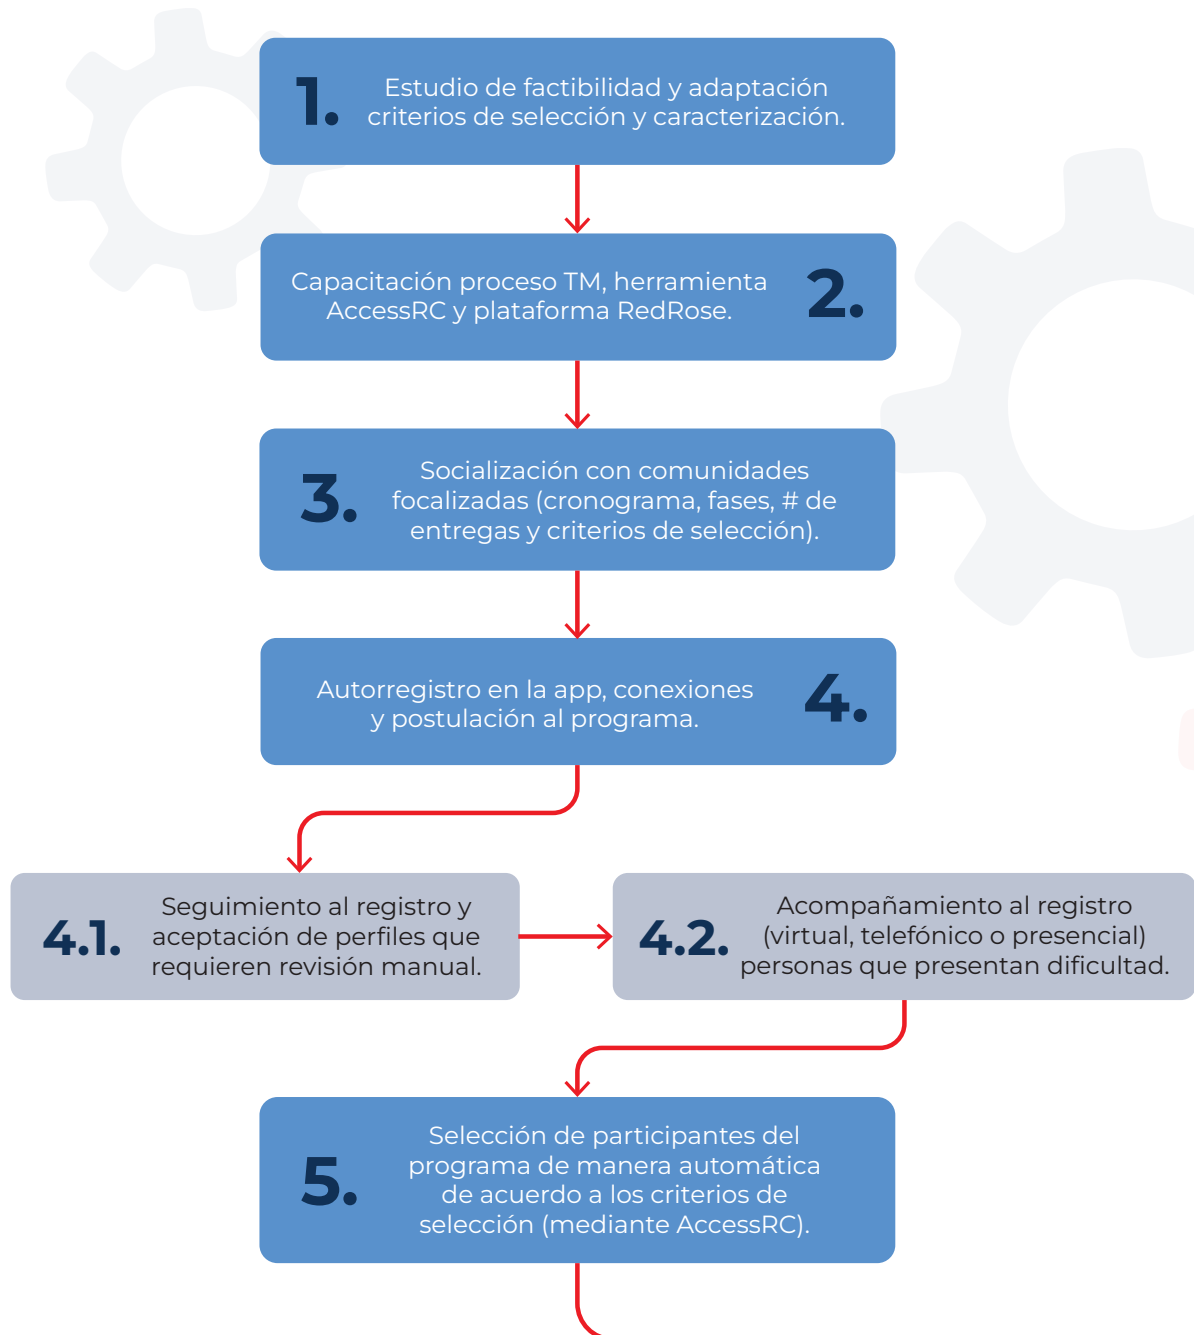 1.
Estudio de factibilidad y adaptación
criterios de selección y caracterización.
Capacitación proceso TM, herramienta
AccessRC y plataforma RedRose.
2.
3.
Socialización con comunidades
focalizadas (cronograma, fases, # de
entregas y criterios de selección).
Autorregistro en la app, conexiones
y postulación al programa.
4.
4.1.
Seguimiento al registro y
aceptación de perfiles que
requieren revisión manual.
4.2.
Acompañamiento al registro
(virtual, telefónico o presencial)
personas que presentan dificultad.
5.
Selección de participantes del
programa de manera automática
de acuerdo a los criterios de
selección (mediante AccessRC).